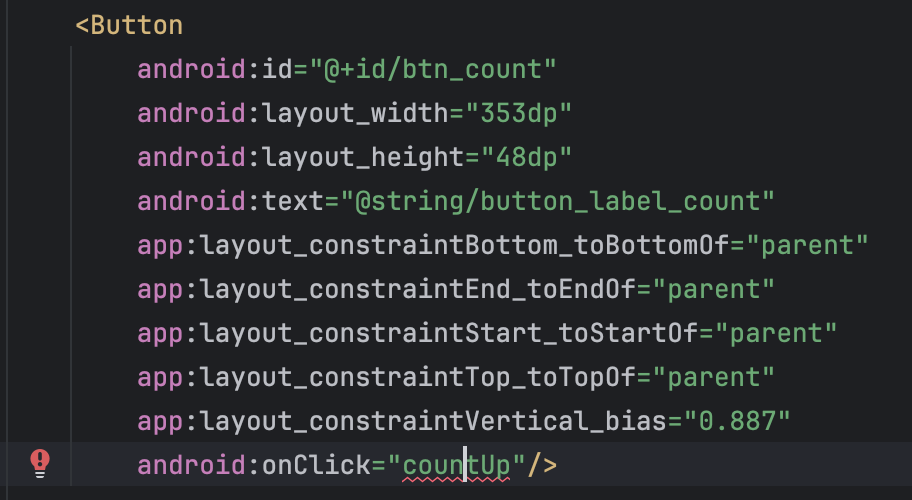 <Button
android:id="@+id/btn_count"
android:layout_width="353dp"
android:layout_height="48dp"
android:text="@string/button_label_count"
app:layout_constraintBottom_toBottomOf="parent"
app:layout_constraintEnd_toEndOf="parent"
app:layout_constraintStart_toStartOf="parent"
app:layout_constraintTop_toTopOf="parent"
app:layout_constraintVertical_bias="0.887"
android:onClick="countUp"/>